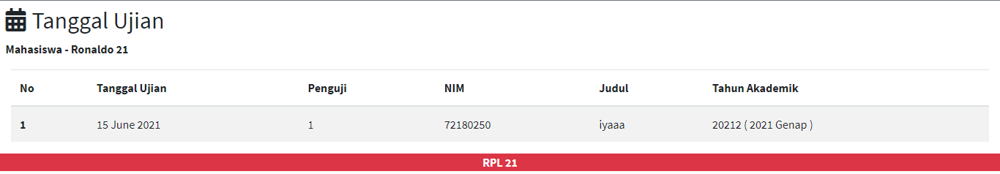 Tanggal Ujian
Mahasiswa - Ronaldo 21
No Tanggal Ujian Penguji NIM Judul Tahun Akademik
1 15 June 2021 1 72180250 iyaaa 20212 ( 2021 Genap )
RPL 21